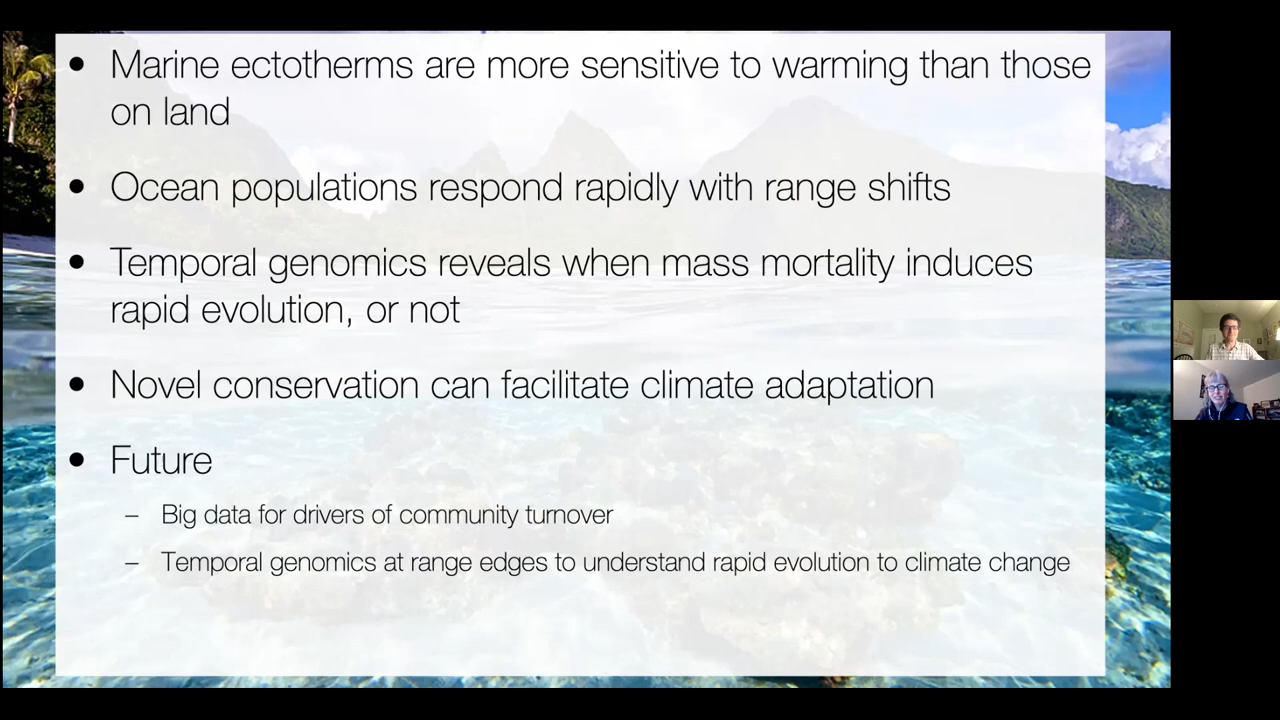 • Marine ectotherms are more sensitive to warming than those
on land
• Ocean populations respond rapidly with range shifts
• Temporal genomics reveals when mass mortality induces
rapid evolution, or not
• Novel conservation can facilitate climate adaptation
• Future
– Big data for drivers of community turnover
– Temporal genomics at range edges to understand rapid evolution to climate change